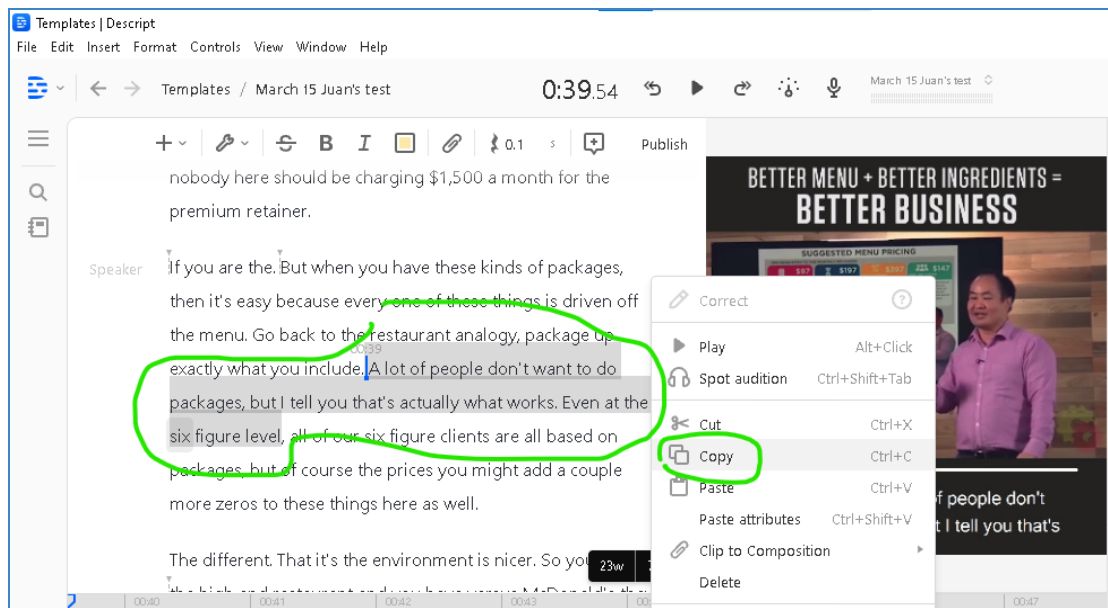 Templates | Descript
File Edit Insert Format Controls View Window Help
Templates / March 15 Juan's test
0:39.54
March 15 Juan's test
0.1 s
Publish
nobody here should be charging $1,500 a month for the
premium retainer.
Speaker
If you are the. But when you have these kinds of packages,
then it's easy because every one of these things is driven off
the menu. Go back to the restaurant analogy, package up
00:39
exactly what you include. A lot of people don't want to do
packages, but I tell you that's actually what works. Even at the
six figure level, all of our six figure clients are all based on
packages, but of course the prices you might add a couple
more zeros to these things here as well.
The different. That it's the environment is nicer. So you
23w
00:40 00:41 00:42 00:43 00: 00:47
BETTER MENU + BETTER INGREDIENTS =
BETTER BUSINESS
SUGGESTED MENU PRICING
$97 $197 $397 $147
Correct ?
Play Alt+Click
Spot audition Ctrl+Shift+Tab
Cut Ctrl+X
Copy Ctrl+C
Paste Ctrl+V
Paste attributes Ctrl+Shift+V
Clip to Composition
Delete
f people don't
t I tell you that's